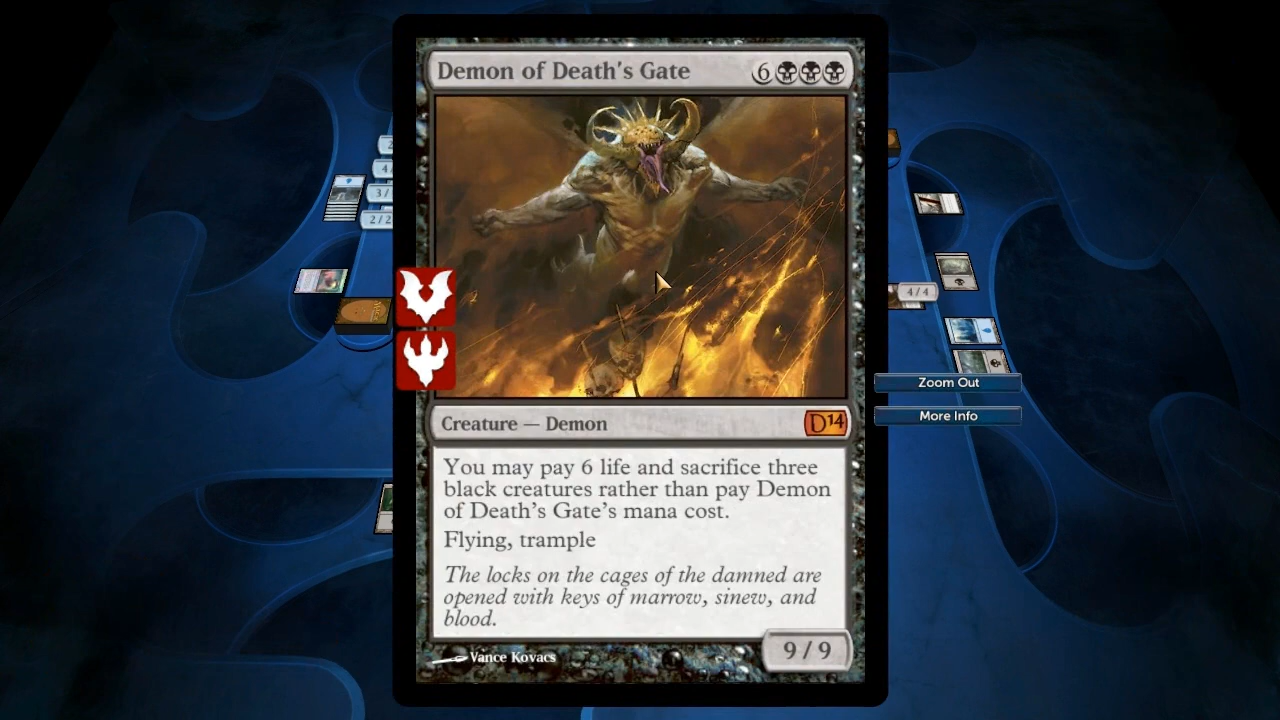 Demon of Death's Gate 6
Creature — Demon
D14
You may pay 6 life and sacrifice three
black creatures rather than pay Demon
of Death's Gate's mana cost.
Flying, trample
The locks on the cages of the damned are
opened with keys of marrow, sinew, and
blood.
9 / 9
Vance Kovacs
2 / 2
4 / 4
Zoom Out
More Info